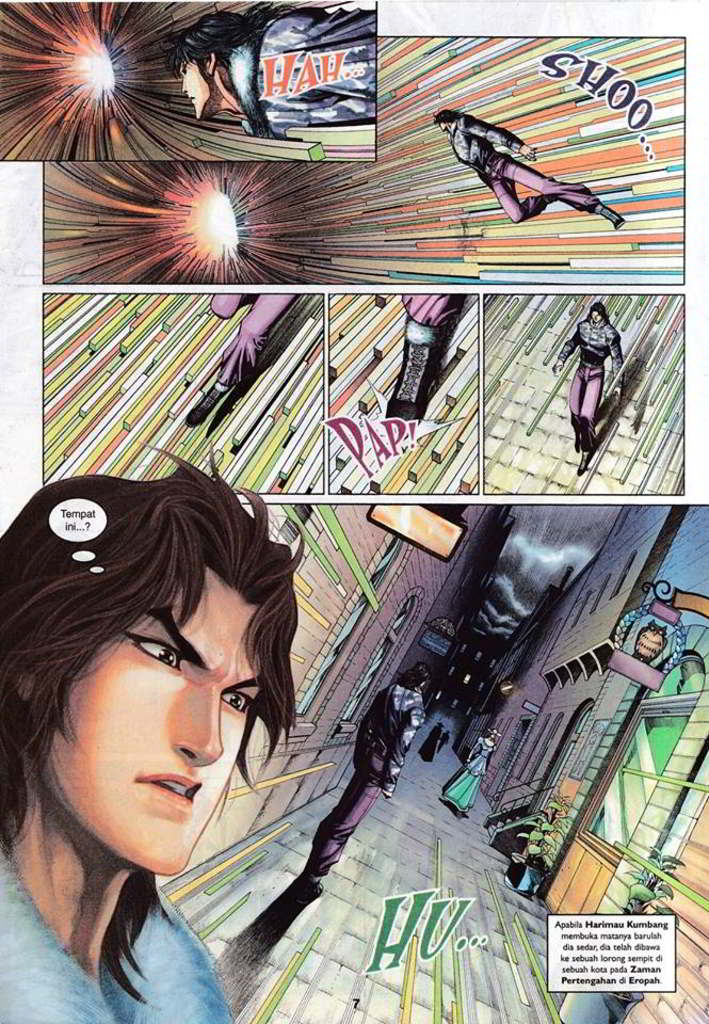 HAH...
SHOO...
PAP!
Tempat
ini...?
HU...
Apabila Harimau Kumbang
membuka matanya barulah
dia sedar, dia telah dibawa
ke sebuah lorong sempit di
sebuah kota pada Zaman
Pertengahan di Eropah.
7